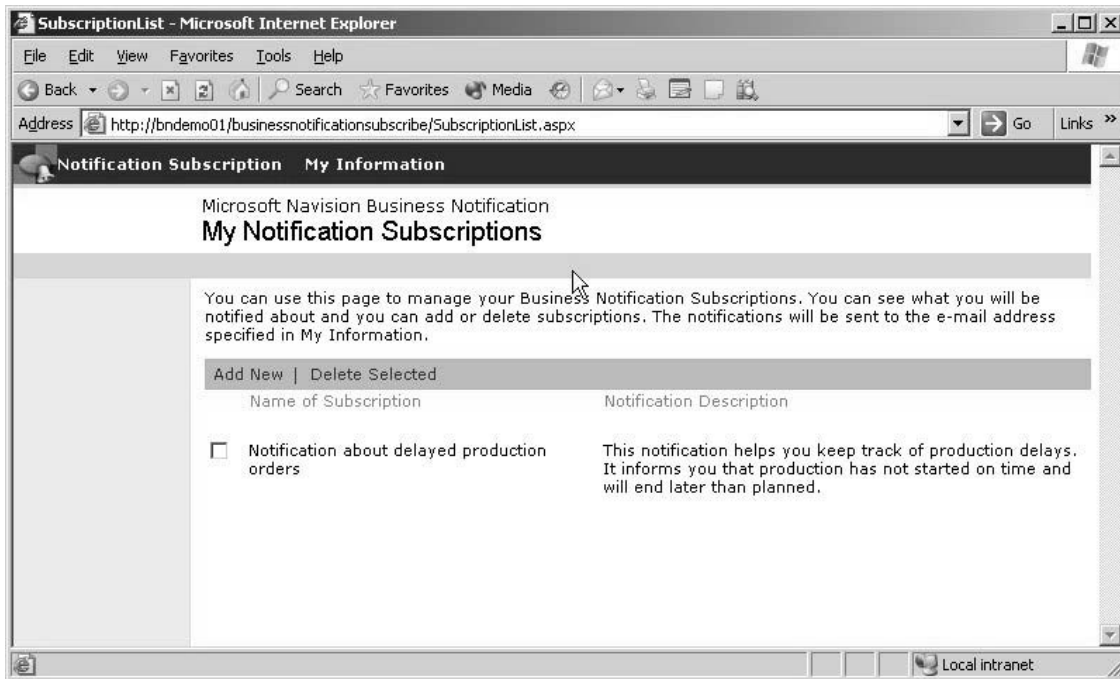 SubscriptionList - Microsoft Internet Explorer
File Edit View Favorites Tools Help
Back Search Favorites Media
Address http://bndemo01/businessnotificationsubscribe/SubscriptionList.aspx Go Links »
Notification Subscription My Information
Microsoft Navision Business Notification
My Notification Subscriptions
You can use this page to manage your Business Notification Subscriptions. You can see what you will be
notified about and you can add or delete subscriptions. The notifications will be sent to the e-mail address
specified in My Information.
Add New | Delete Selected
Name of Subscription Notification Description
Notification about delayed production This notification helps you keep track of production delays.
orders It informs you that production has not started on time and
will end later than planned.
Local intranet